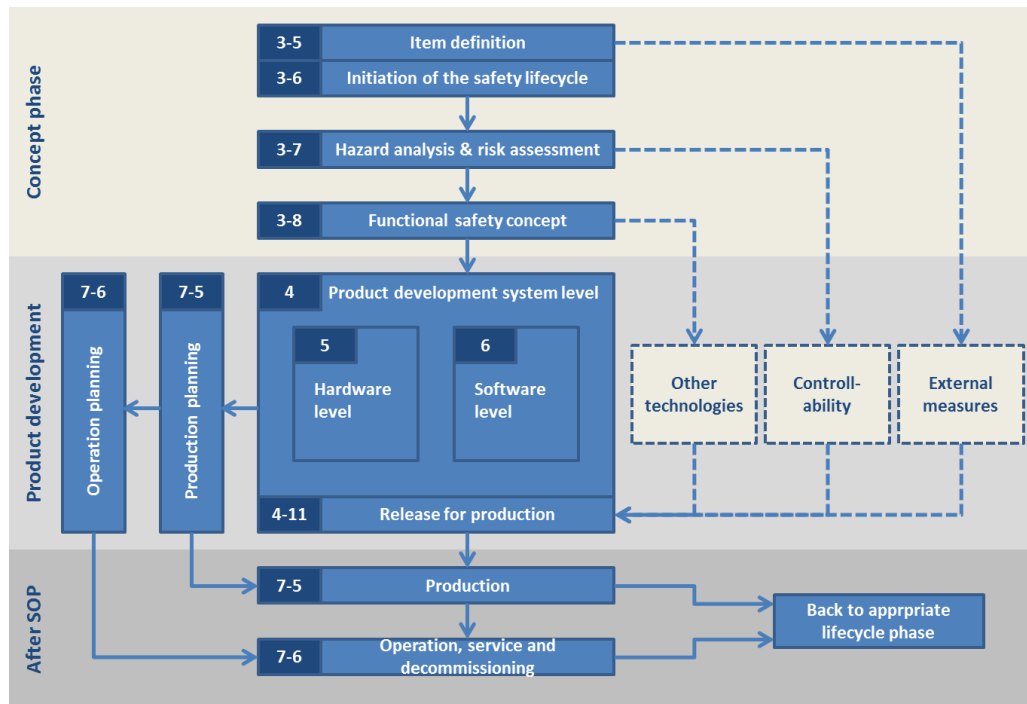 Concept phase
3-5 Item definition
3-6 Initiation of the safety lifecycle
3-7 Hazard analysis & risk assessment
3-8 Functional safety concept
Product development
7-6
Operation planning
7-5
Production planning
4 Product development system level
5
Hardware
level
6
Software
level
4-11 Release for production
Other
technologies
Controll-
ability
External
measures
After SOP
7-5 Production
7-6 Operation, service and
decommissioning
Back to apprpriate
lifecycle phase